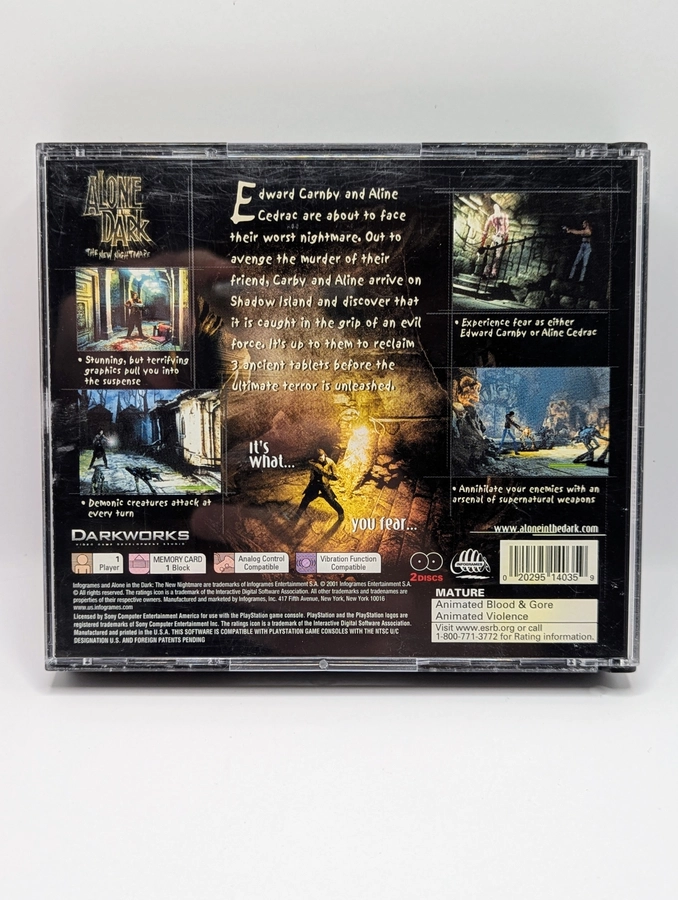 ALONE
IN THE
DARK
THE NEW NIGHTMARE
• Stunning, but terrifying
graphics pull you into
the suspense
• Demonic creatures attack at
every turn
Edward Carnby and Aline
Cedrac are about to face
their worst nightmare. Out to
avenge the murder of their
friend, Carby and Aline arrive on
Shadow Island and discover that
it is caught in the grip of an evil
force. It's up to them to reclaim
3 ancient tablets before the
ultimate terror is unleashed.
It's
what...
you fear...
• Experience fear as either
Edward Carnby or Aline Cedrac
• Annihilate your enemies with an
arsenal of supernatural weapons
www.aloneinthedark.com
DARKWORKS
VIDEO GAME DEVELOPMENT STUDIO
1
Player
MEMORY CARD
1 Block
Analog Control
Compatible
Vibration Function
Compatible
2DISCS
0 20295 14035 9
Infogrames and Alone in the Dark: The New Nightmare are trademarks of Infogrames Entertainment S.A. © 2001 Infogrames Entertainment S.A.
© All rights reserved. The ratings icon is a trademark of the Interactive Digital Software Association. All other trademarks and tradenames are
properties of their respective owners. Manufactured and marketed by Infogrames, Inc. 417 Fifth Avenue, New York, New York 10016
www.us.infogrames.com
Licensed by Sony Computer Entertainment America for use with the PlayStation game console. PlayStation and the PlayStation logos are
registered trademarks of Sony Computer Entertainment Inc. The ratings icon is a trademark of the Interactive Digital Software Association.
Manufactured and printed in the U.S.A. THIS SOFTWARE IS COMPATIBLE WITH PLAYSTATION GAME CONSOLES WITH THE NTSC U/C
DESIGNATION U.S. AND FOREIGN PATENTS PENDING
MATURE
Animated Blood & Gore
Animated Violence
Visit www.esrb.org or call
1-800-771-3772 for Rating information.